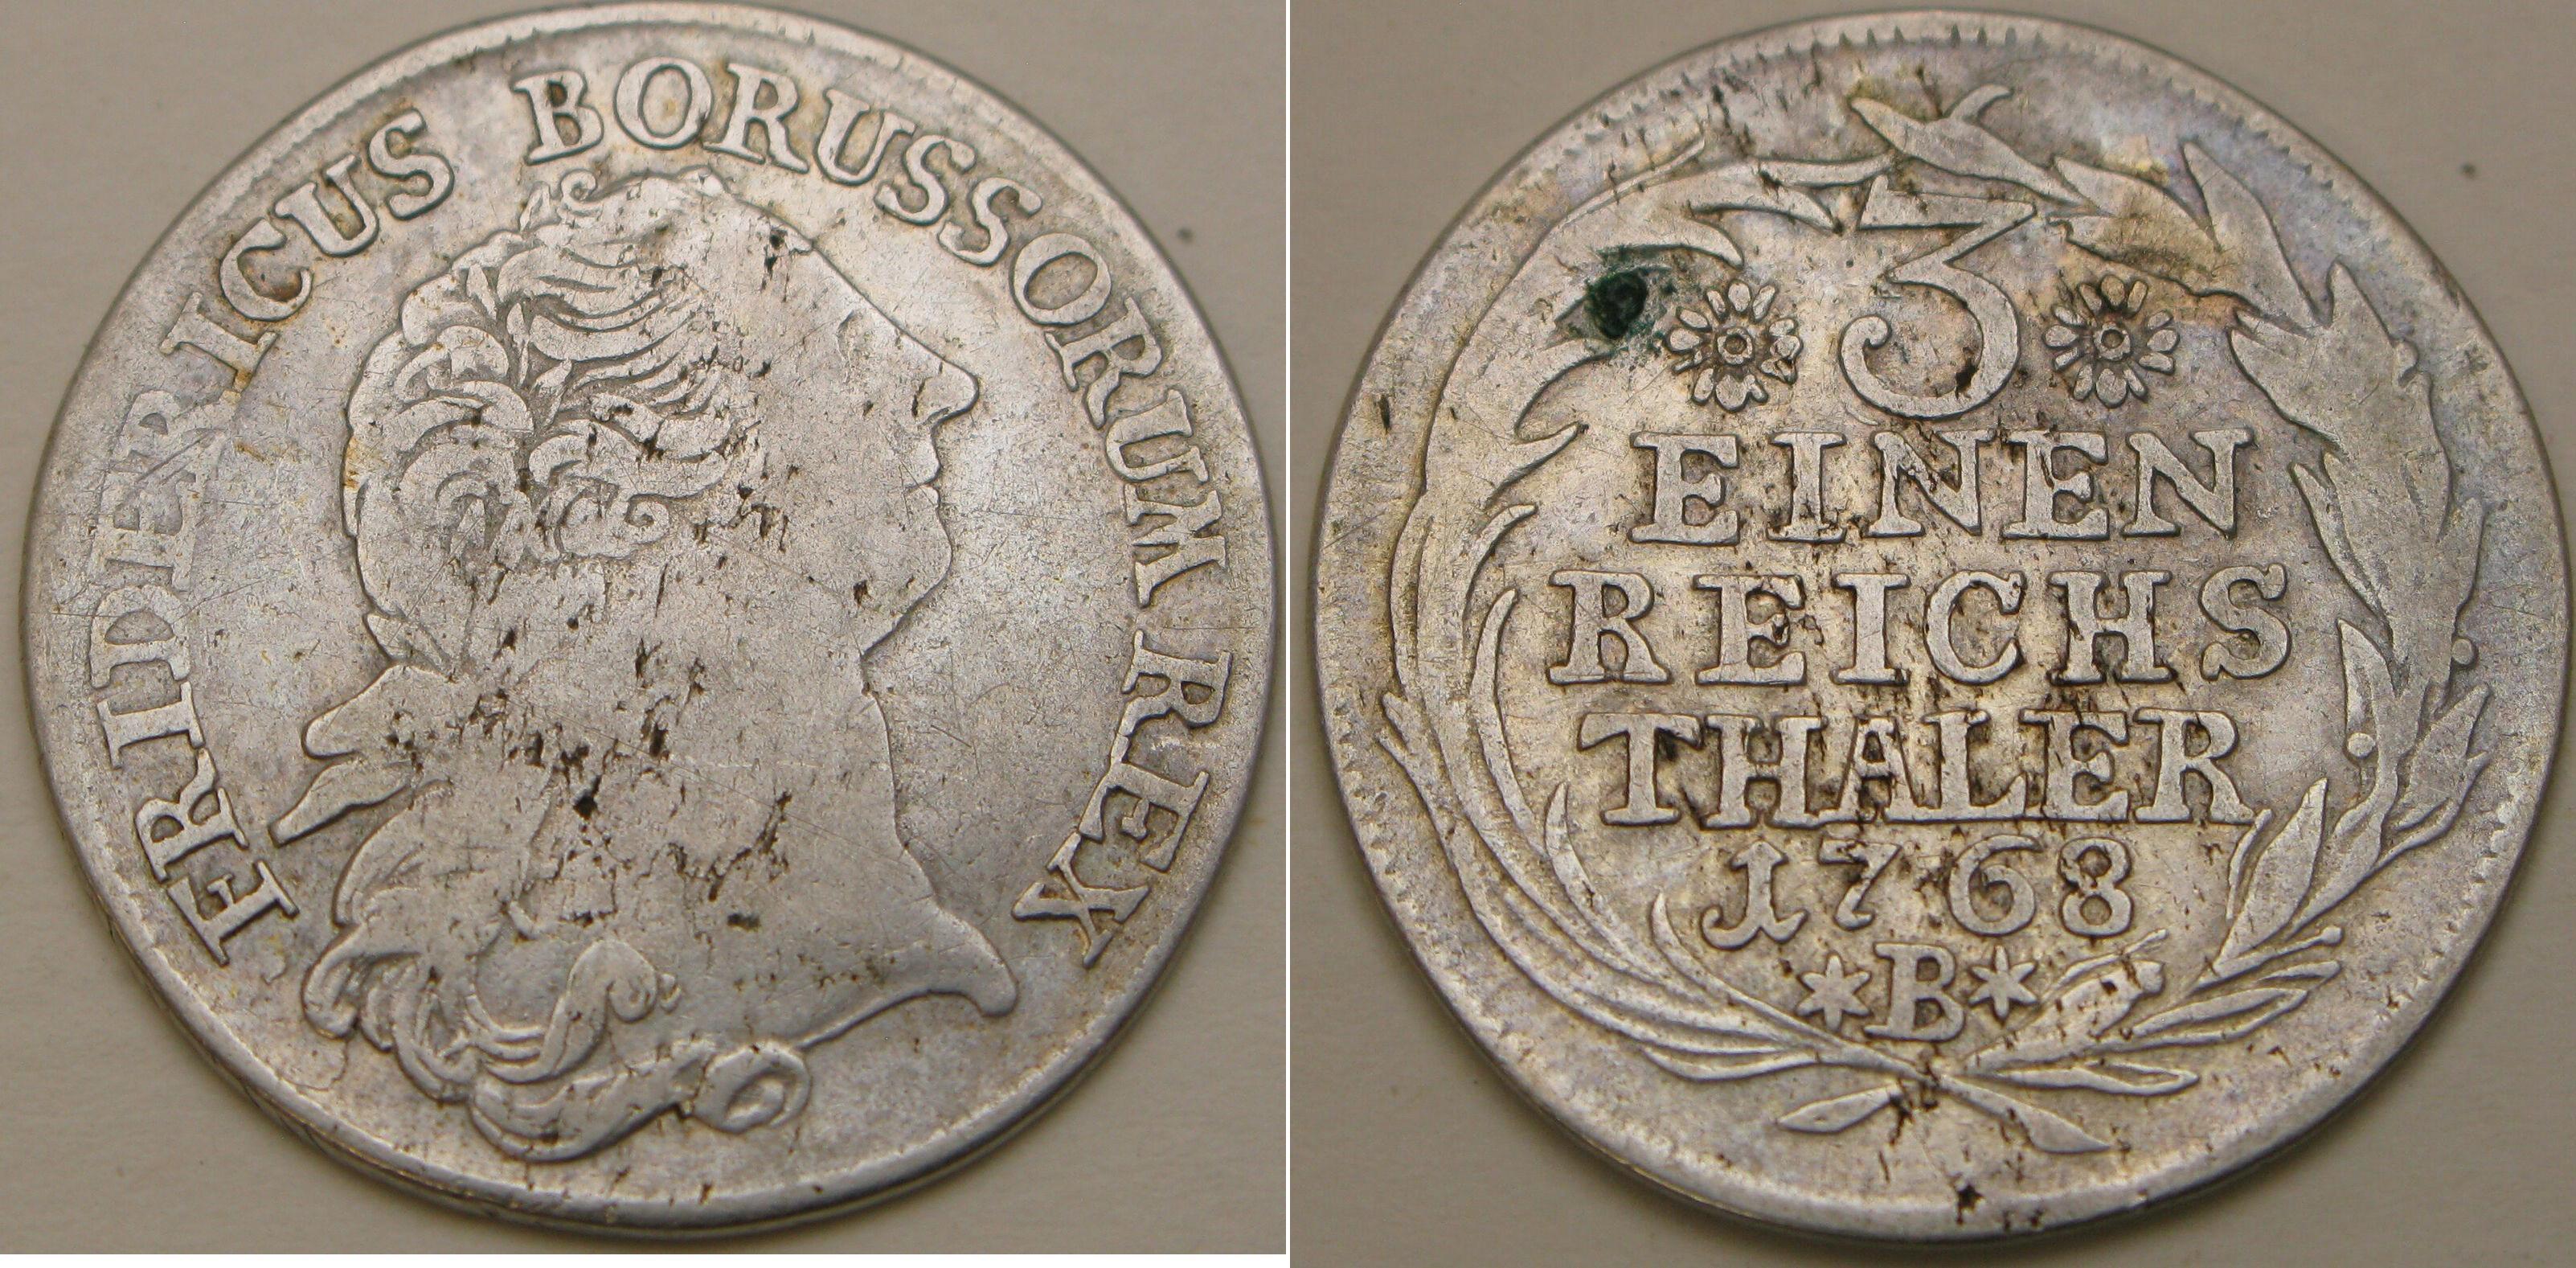 FRIDERICUS BORUSSORUM REX
3
EINEN
REICHS
THALER
1768
*B*